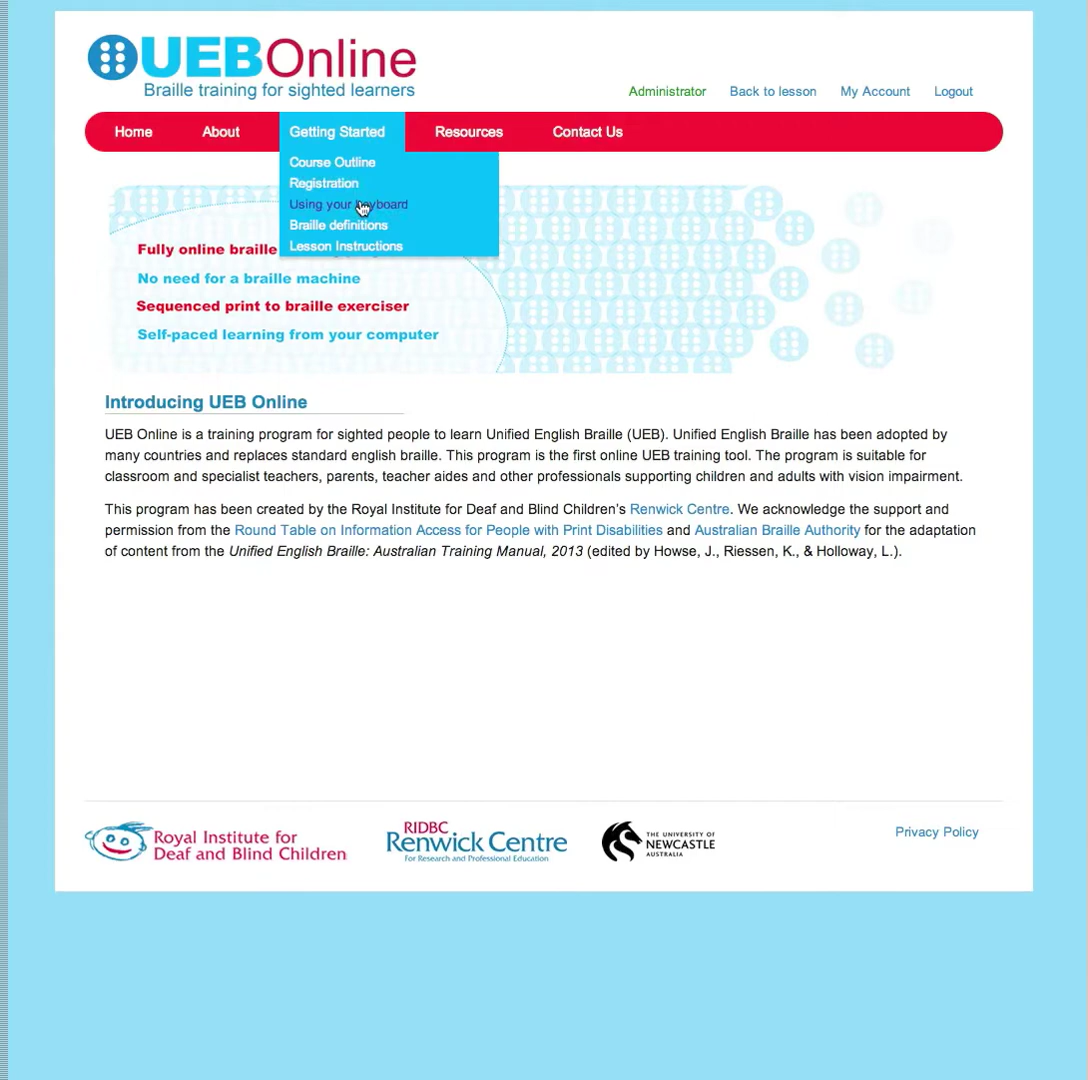 UEBOnline
Braille training for sighted learners
Administrator Back to lesson My Account Logout
Home About Getting Started Resources Contact Us
Course Outline
Registration
Using your keyboard
Braille definitions
Lesson Instructions
Fully online braille
No need for a braille machine
Sequenced print to braille exerciser
Self-paced learning from your computer
Introducing UEB Online
UEB Online is a training program for sighted people to learn Unified English Braille (UEB). Unified English Braille has been adopted by
many countries and replaces standard english braille. This program is the first online UEB training tool. The program is suitable for
classroom and specialist teachers, parents, teacher aides and other professionals supporting children and adults with vision impairment.
This program has been created by the Royal Institute for Deaf and Blind Children's Renwick Centre. We acknowledge the support and
permission from the Round Table on Information Access for People with Print Disabilities and Australian Braille Authority for the adaptation
of content from the Unified English Braille: Australian Training Manual, 2013 (edited by Howse, J., Riessen, K., & Holloway, L.).
Royal Institute for
Deaf and Blind Children
RIDBC
Renwick Centre
for Research and Professional Education
THE UNIVERSITY OF
NEWCASTLE
AUSTRALIA
Privacy Policy